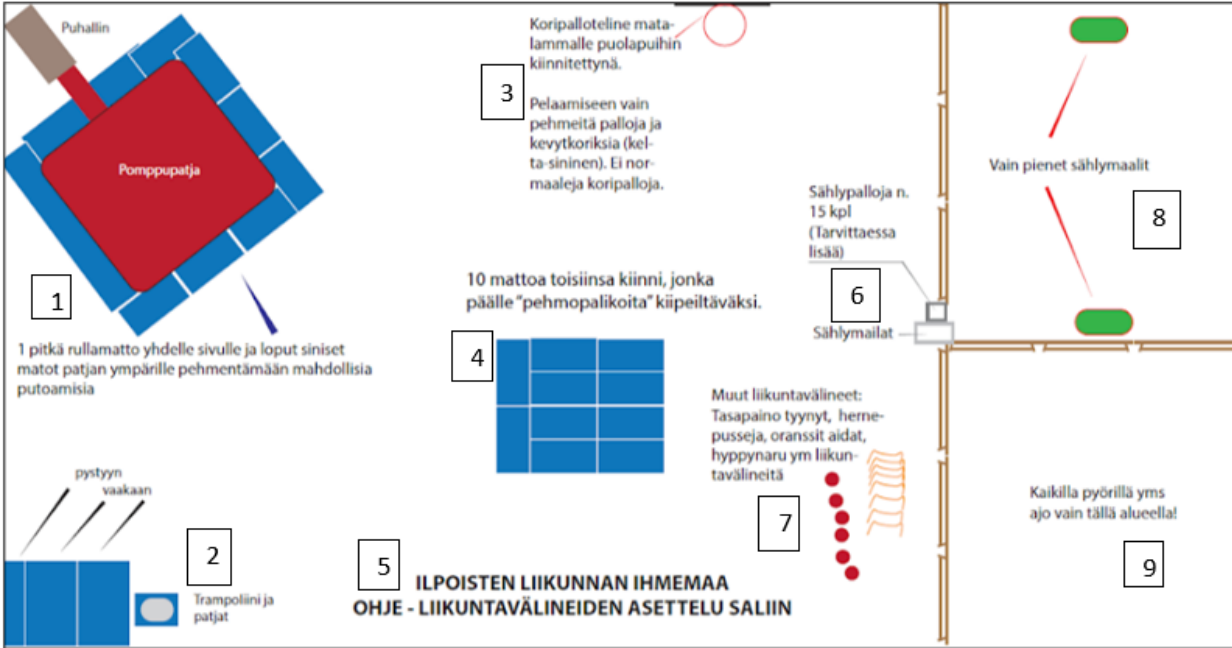 Puhallin
Pomppupatja
1
1 pitkä rullamatto yhdelle sivulle ja loput siniset
matot patjan ympärille pehmentämään mahdollisia
putoamisia
pystyyn
vaakaan
2
Trampoliini ja
patjat
Koripalloteline mata-
lammalle puolapuihin
kiinnitettynä.
3
Pelaamiseen vain
pehmeitä palloja ja
kevytkoriksia (kel-
ta-sininen). Ei nor-
maaleja koripalloja.
10 mattoa toisiinsa kiinni, jonka
päälle "pehmopalikoita" kiipeiltäväksi.
4
5
ILPOISTEN LIIKUNNAN IHMEMAA
OHJE - LIIKUNTAVÄLINEIDEN ASETTELU SALIIN
Sählypalloja n.
15 kpl
(Tarvittaessa
lisää)
6
Sählymailat
Muut liikuntavälineet:
Tasapaino tyynyt, herne-
pusseja, oranssit aidat,
hyppynaru ym liikun-
tavälineitä
7
Vain pienet sählymaalit
8
Kaikilla pyörillä yms
ajo vain tällä alueella!
9